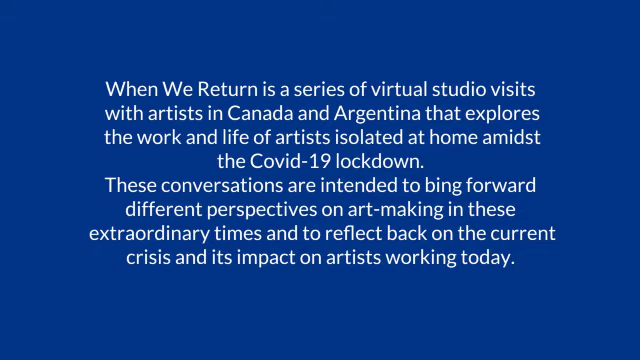 When We Return is a series of virtual studio visits
with artists in Canada and Argentina that explores
the work and life of artists isolated at home amidst
the Covid-19 lockdown.
These conversations are intended to bing forward
different perspectives on art-making in these
extraordinary times and to reflect back on the current
crisis and its impact on artists working today.